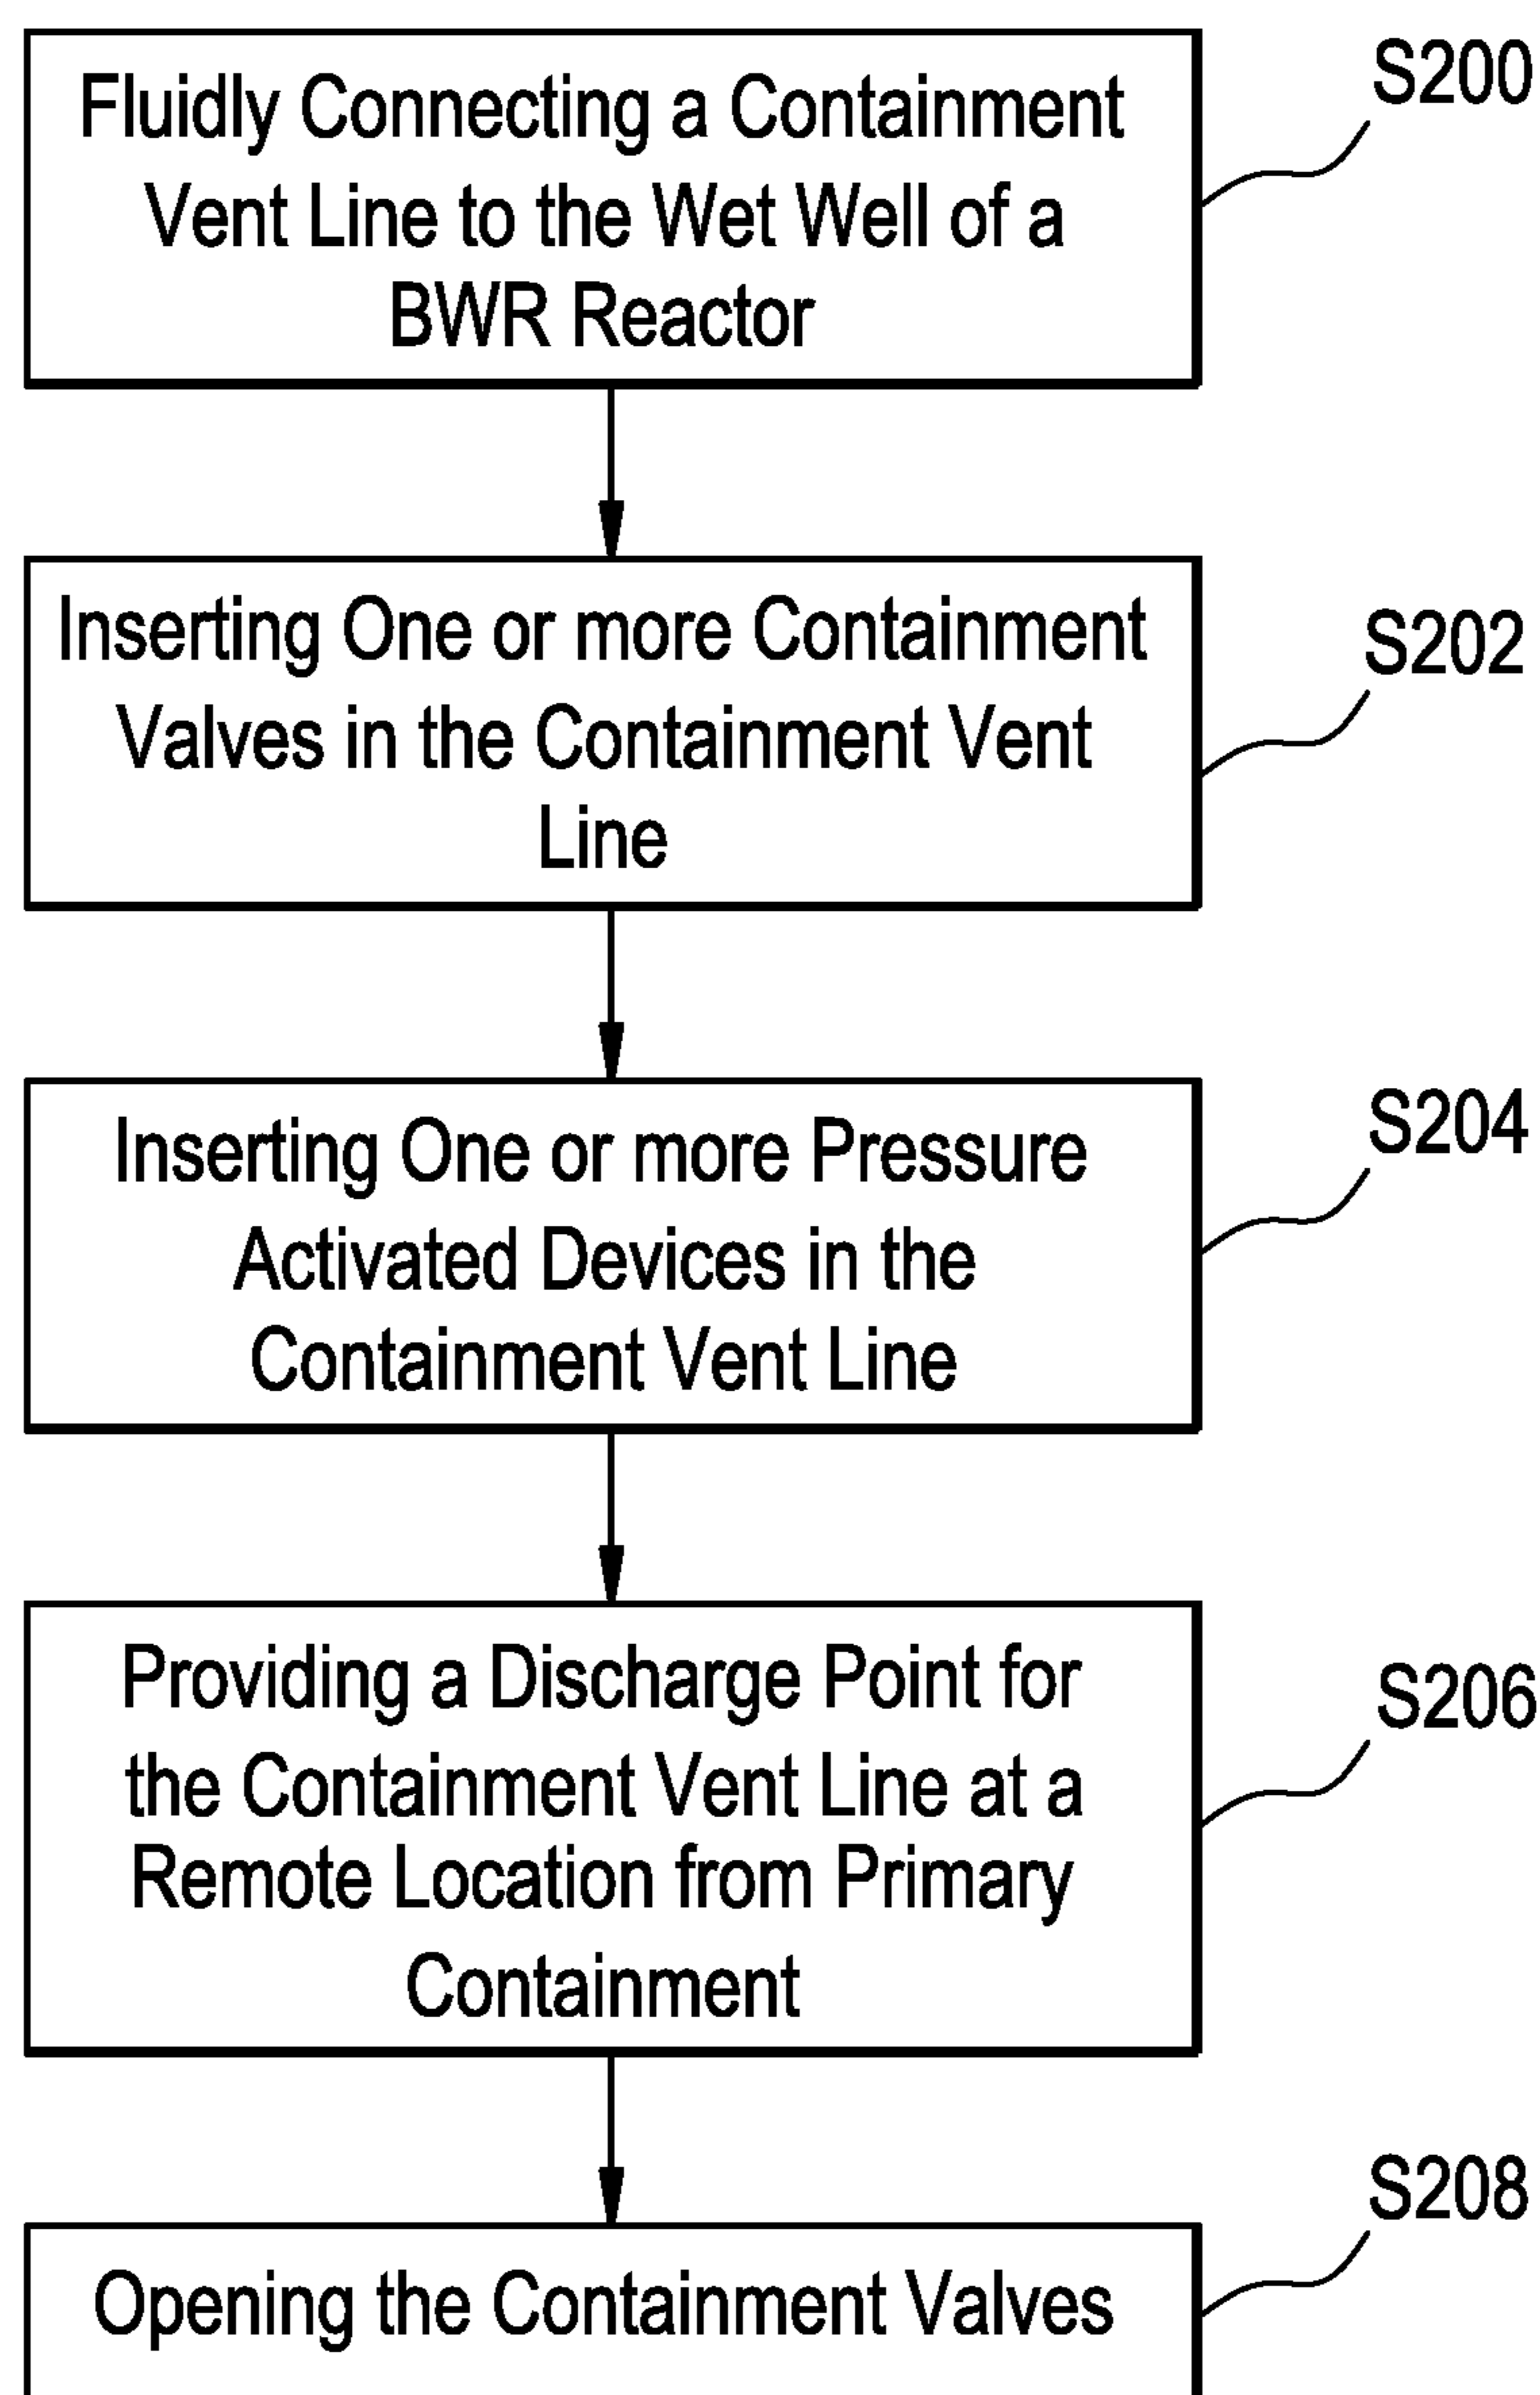 Fluidly Connecting a Containment
Vent Line to the Wet Well of a
BWR Reactor
S200
Inserting One or more Containment
Valves in the Containment Vent
Line
S202
Inserting One or more Pressure
Activated Devices in the
Containment Vent Line
S204
Providing a Discharge Point for
the Containment Vent Line at a
Remote Location from Primary
Containment
S206
Opening the Containment Valves
S208